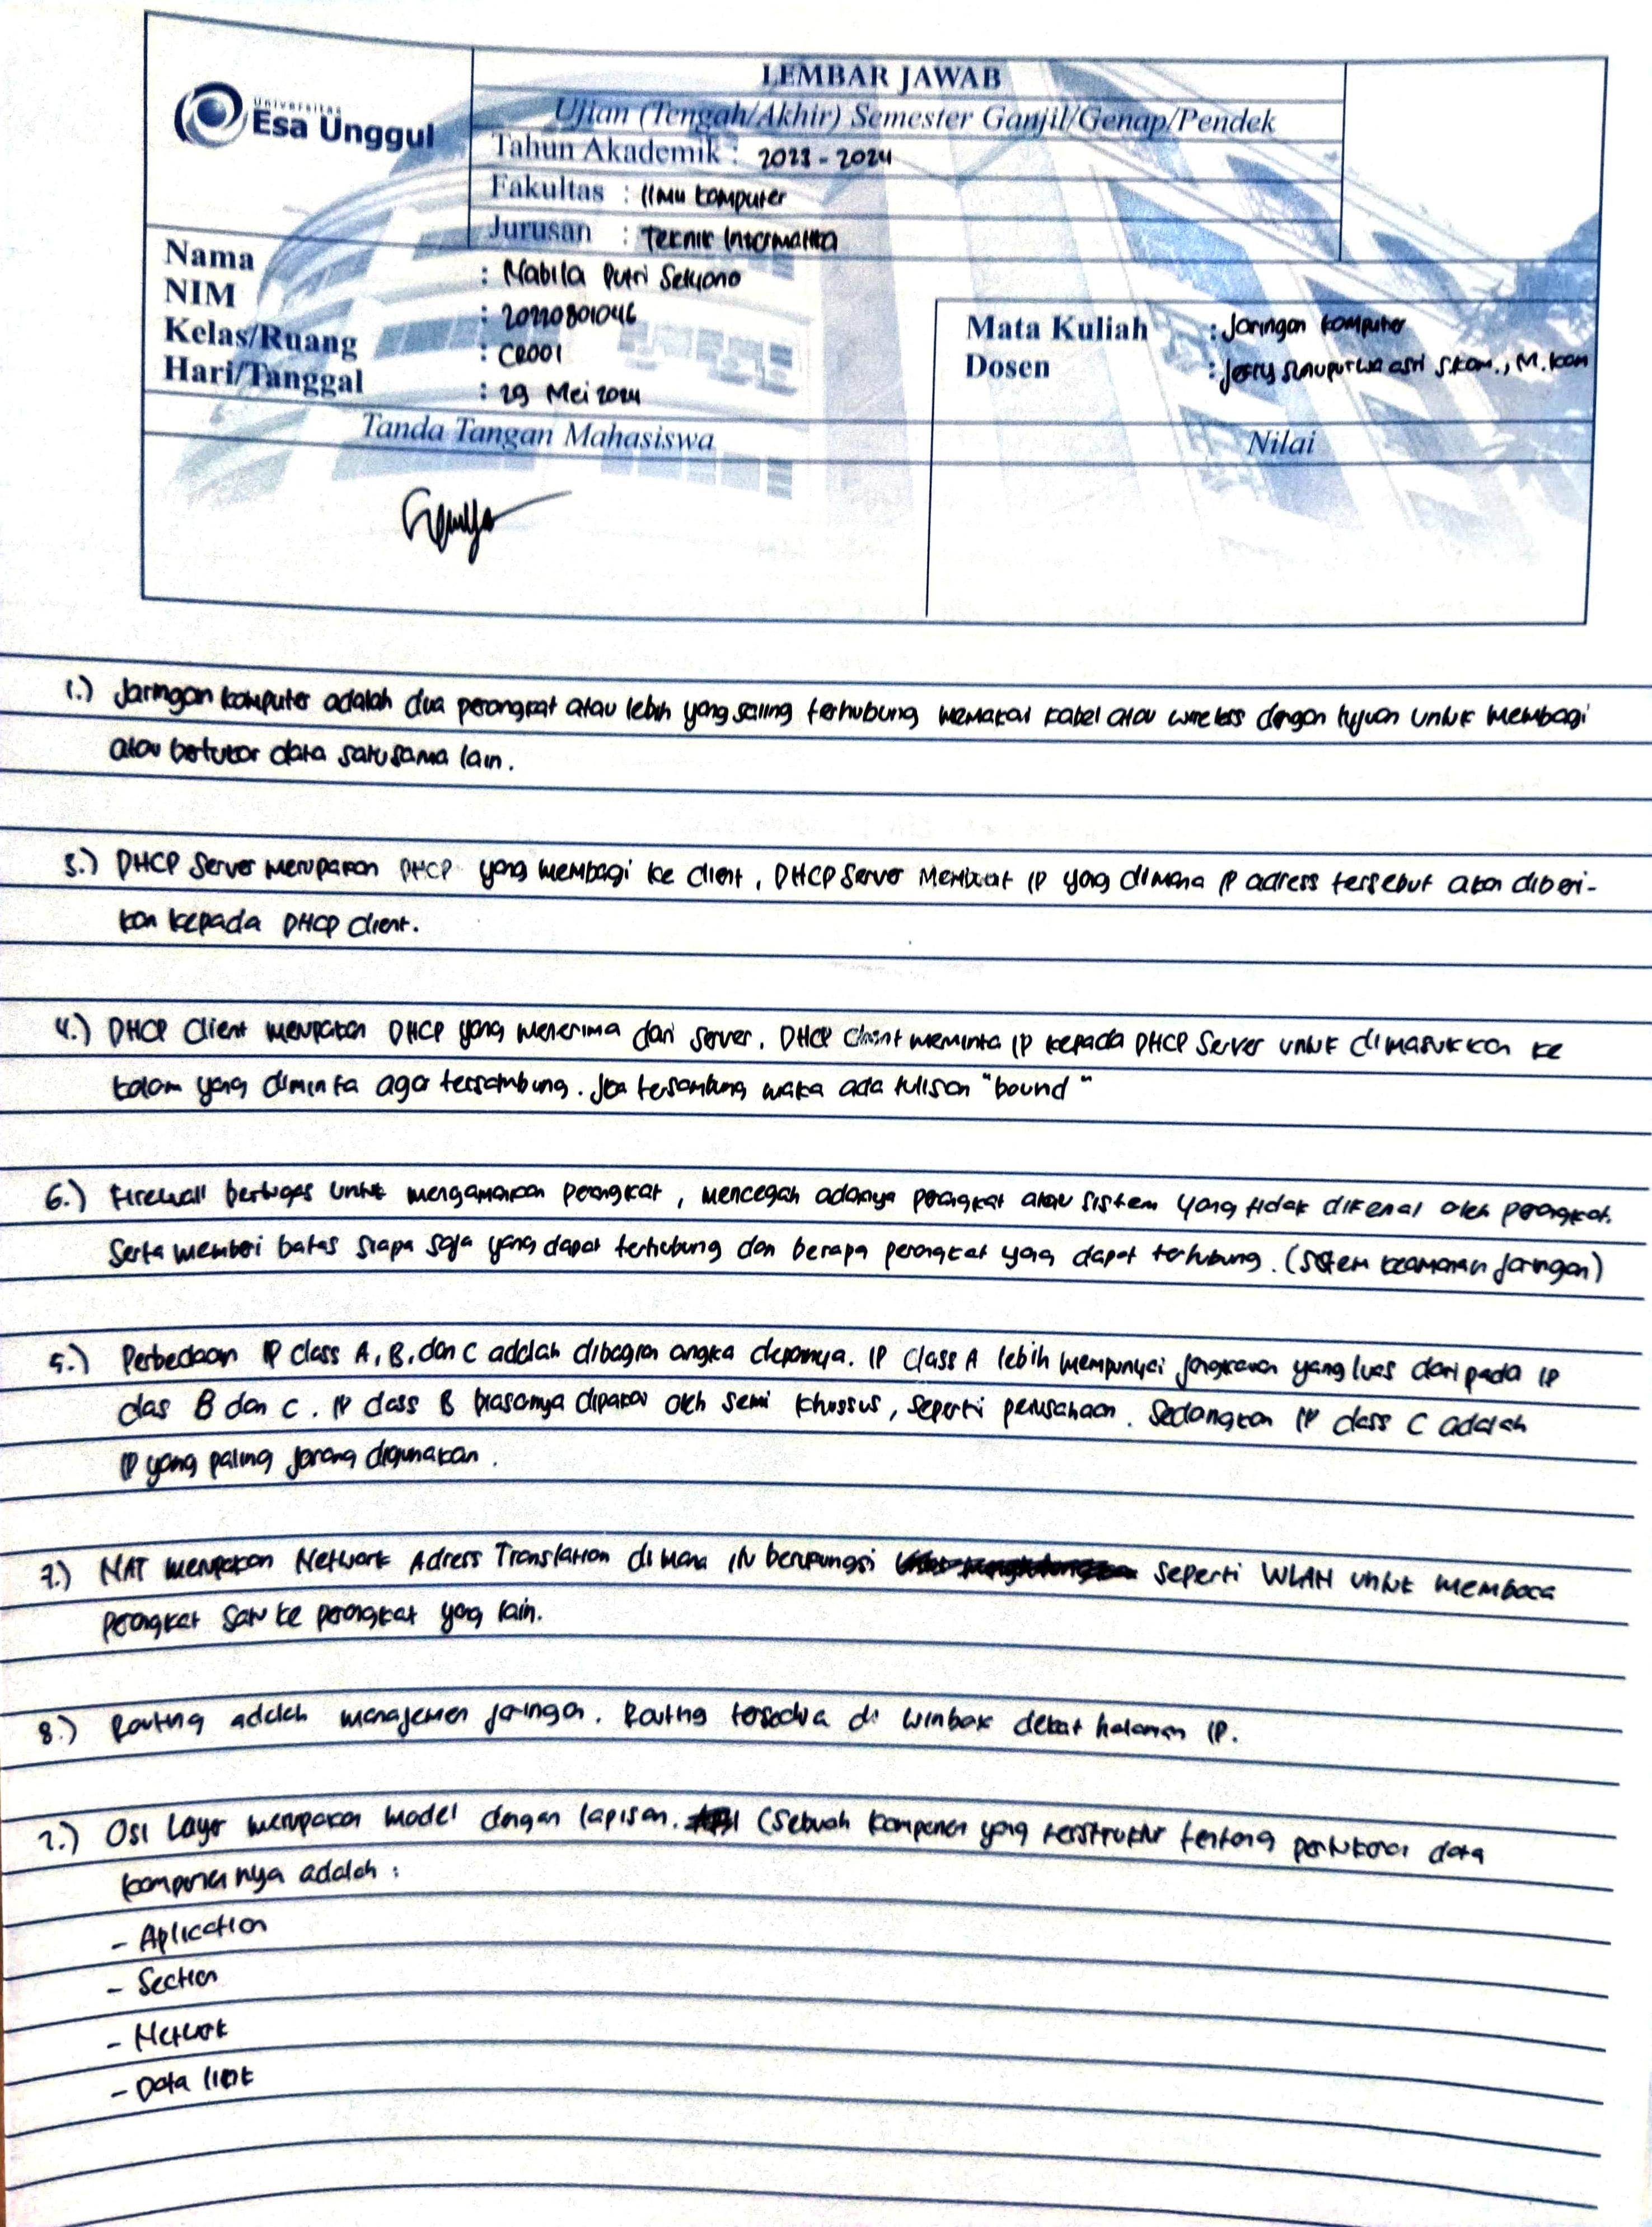 Universitas
Esa Unggul
LEMBAR JAWAB
Ujian (Tengah/Akhir) Semester Ganjil/Genap/Pendek
Tahun Akademik : 2023 - 2024
Fakultas : Ilmu Komputer
Jurusan : Teknik Informatika
Nama : Nabila Putri Setiyono
NIM : 20220801046
Kelas/Ruang : CR001
Hari/Tanggal : 29 Mei 2024
Mata Kuliah : Jaringan Komputer
Dosen : Jerry S.Kom., M.Kom
Tanda Tangan Mahasiswa
Nilai
1.) Jaringan komputer adalah dua perangkat atau lebih yang saling terhubung memakai kabel atau wireless dengan tujuan untuk membagi
atau bertukar data satu sama lain.
3.) DHCP Server merupakan DHCP yang membagi ke client, DHCP Server Membuat IP yang dimana IP adress tersebut akan diberi-
kan kepada DHCP Client.
4.) DHCP Client merupakan DHCP yang menerima dari server. DHCP Client meminta IP kepada DHCP Server untuk dimasukkan ke
kolom yang diminta agar tersambung. Jika tersambung maka ada tulisan "bound"
6.) Firewall bertugas untuk mengamankan perangkat, mencegah adanya perangkat atau sistem yang tidak dikenal oleh perangkat.
Serta memberi batas siapa saja yang dapat terhubung dan berapa perangkat yang dapat terhubung. (Sistem keamanan jaringan)
5.) Perbedaan IP class A, B, dan C adalah dibagian angka depannya. IP Class A lebih mempunyai jangkauan yang luas daripada IP
clas B dan C. IP class B biasanya dipakai oleh semi khussus, seperti perusahaan. Sedangkan IP class C adalah
IP yang paling jarang digunakan.
7.) NAT merupakan Network Adress Translation dimana itu berfungsi seperti WLAN untuk membaca
perangkat satu ke perangkat yang lain.
8.) Routing adalah manajemen jaringan. Routing tersedia di winbox dekat halaman IP.
2.) Osi Layer merupakan model dengan lapisan. (Sebuah komponen yang terstruktur tentang pertukaran data
komponennya adalah :
- Aplication
- Section
- Network
- Data link